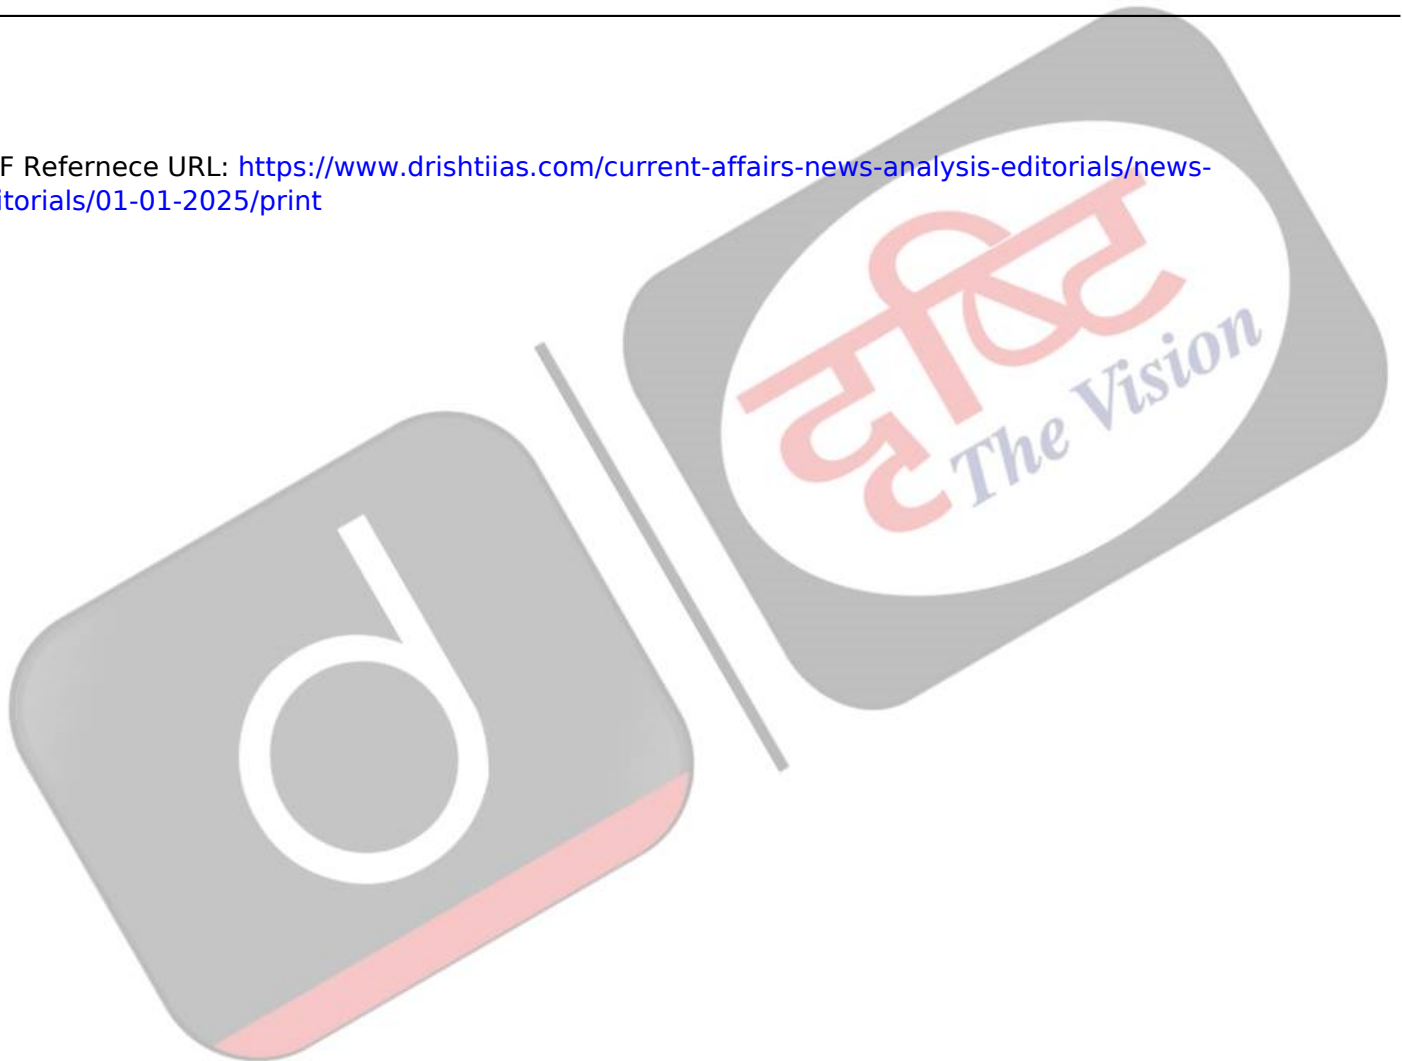 F Refernece URL: https://www.drishtiias.com/current-affairs-news-analysis-editorials/news-
itorials/01-01-2025/print
दृष्टि
The Vision
d